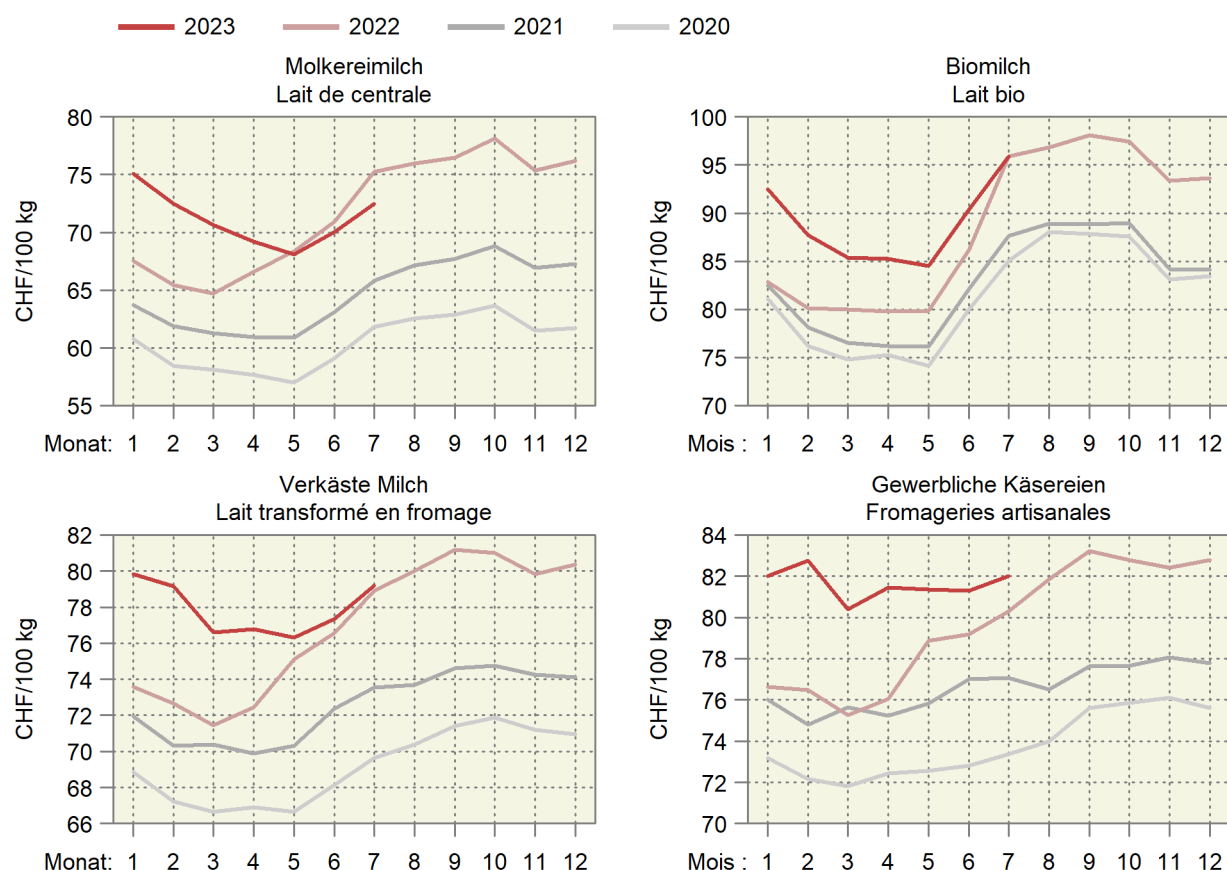 2023 2022 2021 2020
Molkereimilch
Lait de centrale
80
75
70
65
60
55
CHF/100 kg
Monat: 1 2 3 4 5 6 7 8 9 10 11 12
Biomilch
Lait bio
100
95
90
85
80
75
70
CHF/100 kg
Mois : 1 2 3 4 5 6 7 8 9 10 11 12
Verkäste Milch
Lait transformé en fromage
82
80
78
76
74
72
70
68
66
CHF/100 kg
Monat: 1 2 3 4 5 6 7 8 9 10 11 12
Gewerbliche Käsereien
Fromageries artisanales
84
82
80
78
76
74
72
70
CHF/100 kg
Mois : 1 2 3 4 5 6 7 8 9 10 11 12